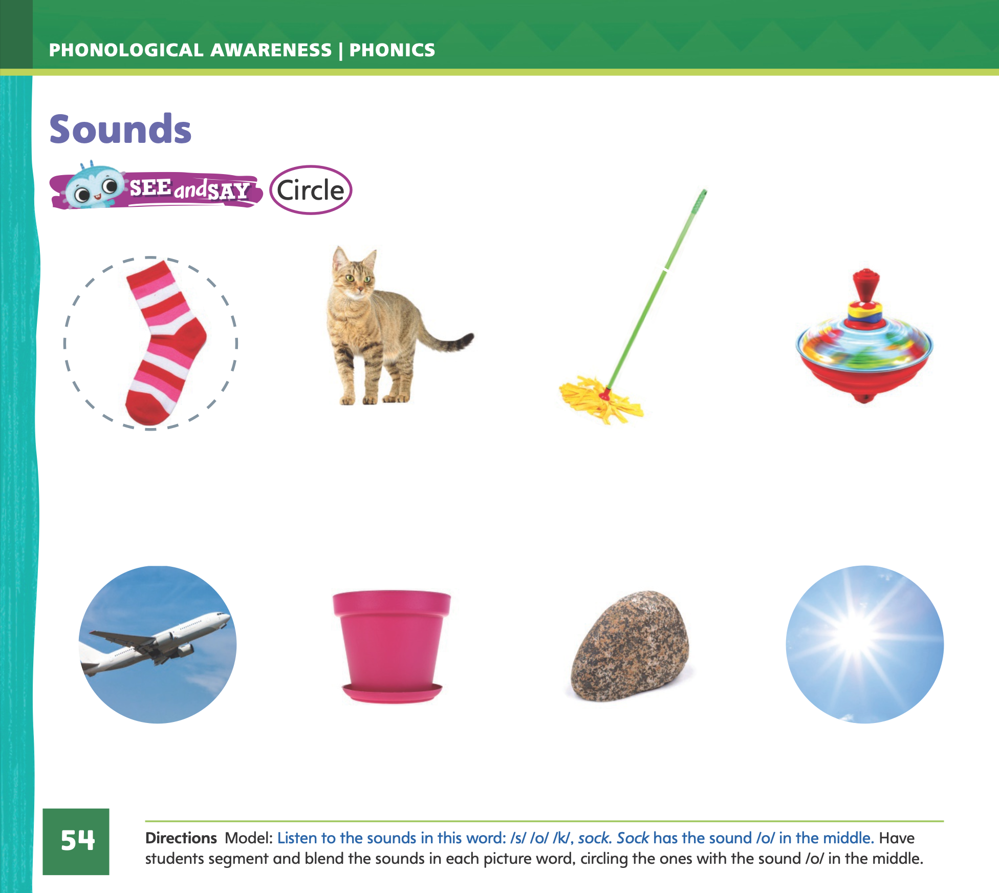 PHONOLOGICAL AWARENESS | PHONICS
Sounds
SEE and SAY Circle
54
Directions Model: Listen to the sounds in this word: /s/ /o/ /k/, sock. Sock has the sound /o/ in the middle. Have
students segment and blend the sounds in each picture word, circling the ones with the sound /o/ in the middle.